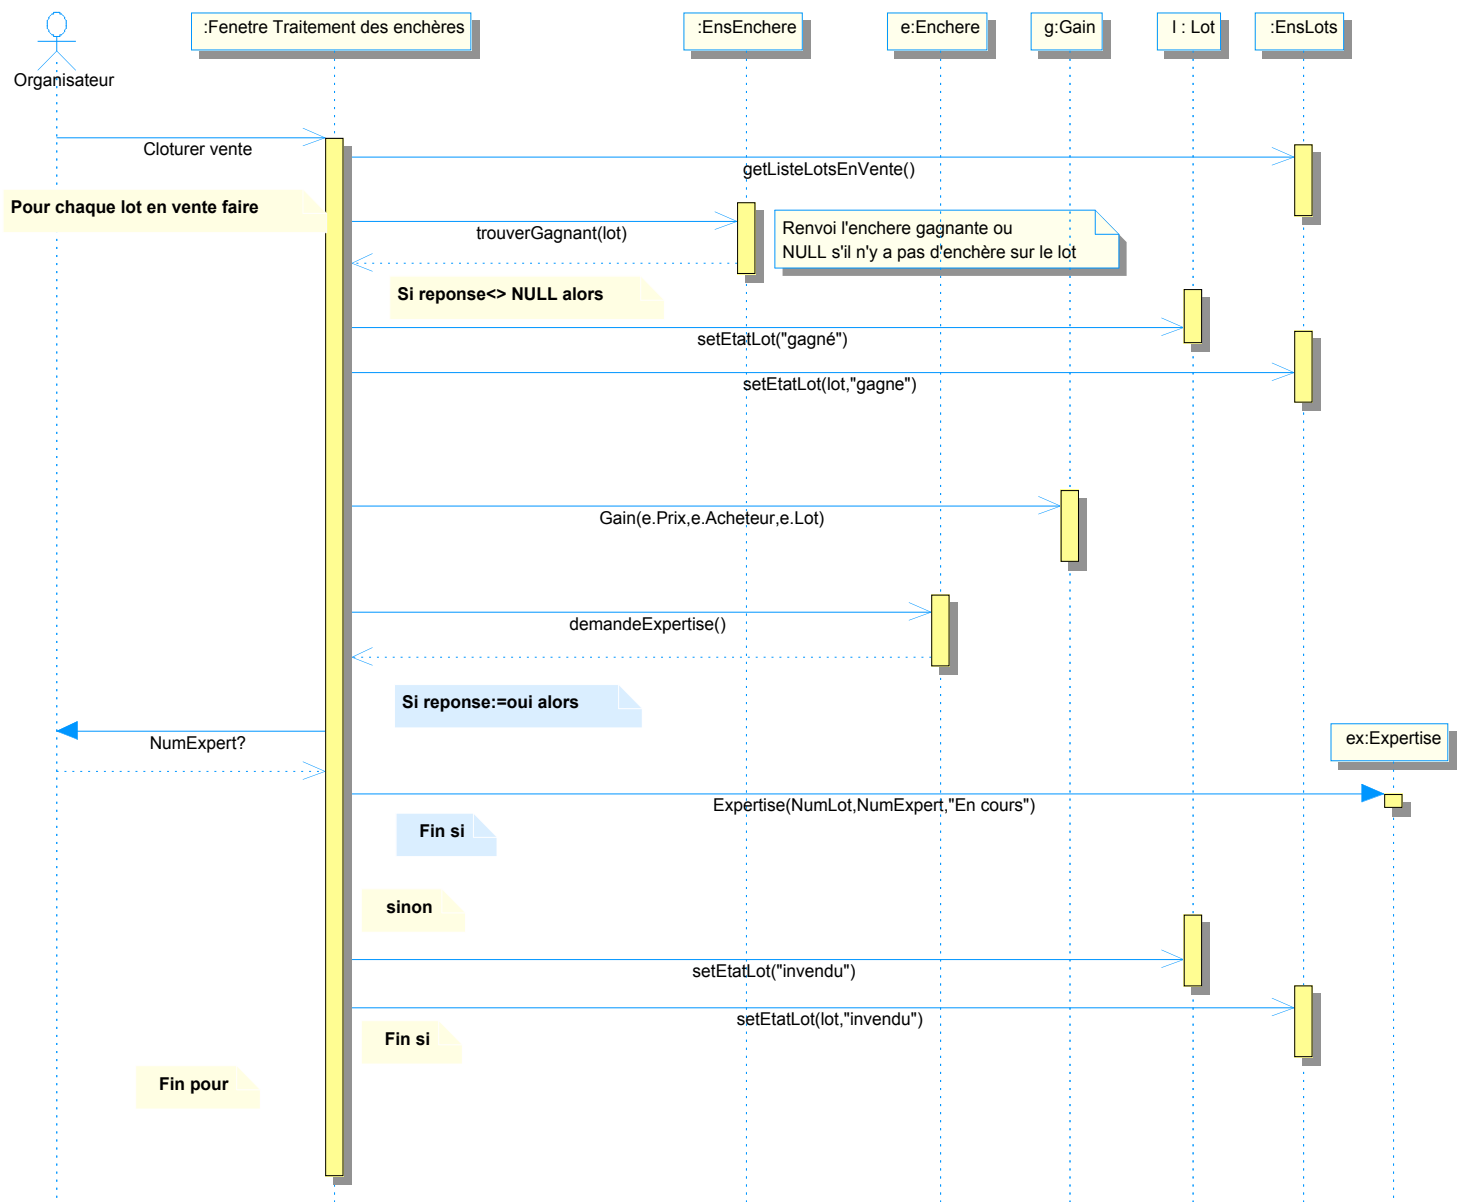 :Fenetre Traitement des enchères
:EnsEnchere
e:Enchere
g:Gain
l : Lot
:EnsLots
Organisateur
Cloturer vente
getListeLotsEnVente()
Pour chaque lot en vente faire
trouverGagnant(lot)
Renvoi l'enchere gagnante ou
NULL s'il n'y a pas d'enchère sur le lot
Si reponse<> NULL alors
setEtatLot("gagné")
setEtatLot(lot,"gagne")
Gain(e.Prix,e.Acheteur,e.Lot)
demandeExpertise()
Si reponse:=oui alors
NumExpert?
ex:Expertise
Expertise(NumLot,NumExpert,"En cours")
Fin si
sinon
setEtatLot("invendu")
setEtatLot(lot,"invendu")
Fin si
Fin pour